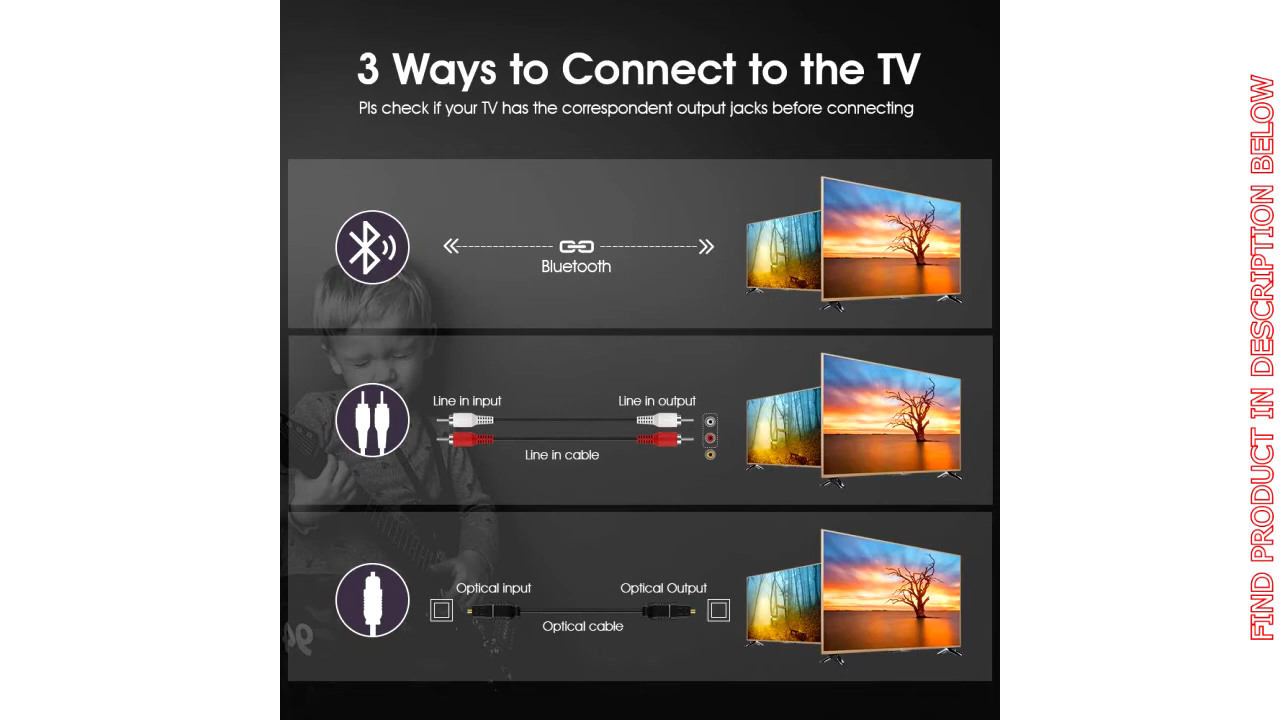 3 Ways to Connect to the TV
Pls check if your TV has the correspondent output jacks before connecting
Bluetooth
Line in input
Line in output
Line in cable
Optical input
Optical Output
Optical cable
FIND PRODUCT IN DESCRIPTION BELOW